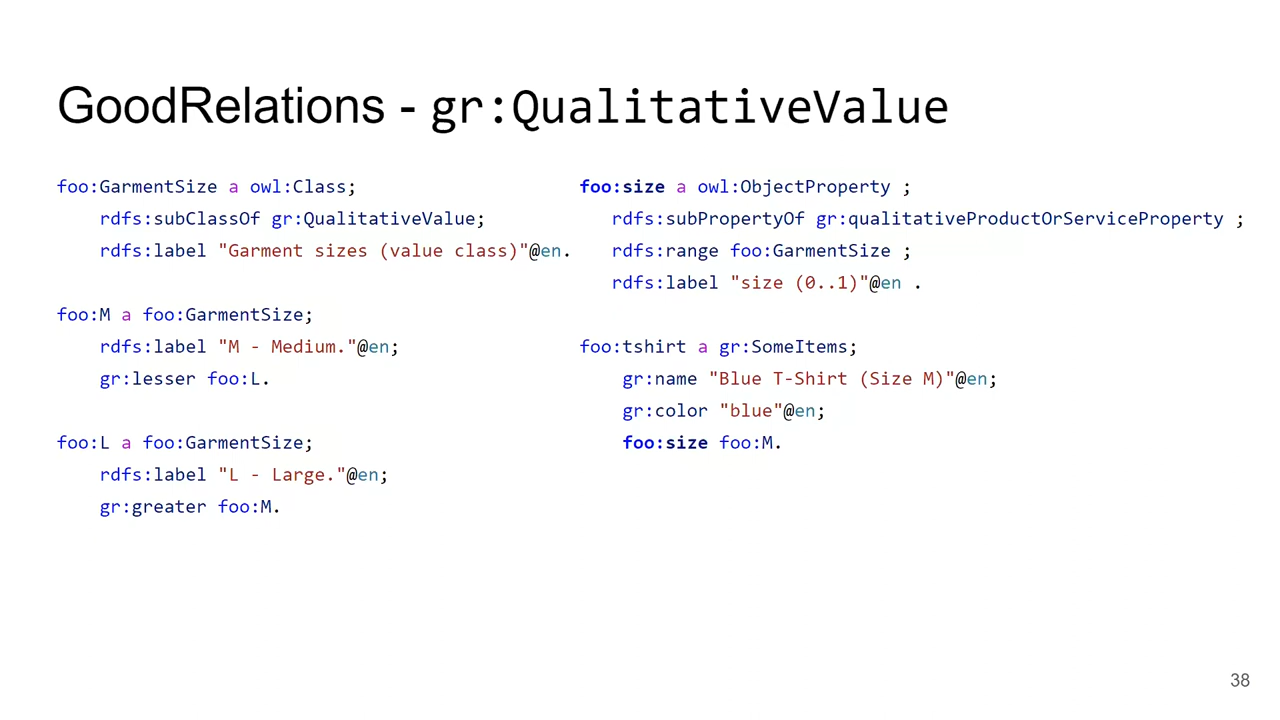 GoodRelations - gr:QualitativeValue
foo:GarmentSize a owl:Class;
rdfs:subClassOf gr:QualitativeValue;
rdfs:label "Garment sizes (value class)"@en.
foo:M a foo:GarmentSize;
rdfs:label "M - Medium."@en;
gr:lesser foo:L.
foo:L a foo:GarmentSize;
rdfs:label "L - Large."@en;
gr:greater foo:M.
foo:size a owl:ObjectProperty ;
rdfs:subPropertyOf gr:qualitativeProductOrServiceProperty ;
rdfs:range foo:GarmentSize ;
rdfs:label "size (0..1)"@en .
foo:tshirt a gr:SomeItems;
gr:name "Blue T-Shirt (Size M)"@en;
gr:color "blue"@en;
foo:size foo:M.
38